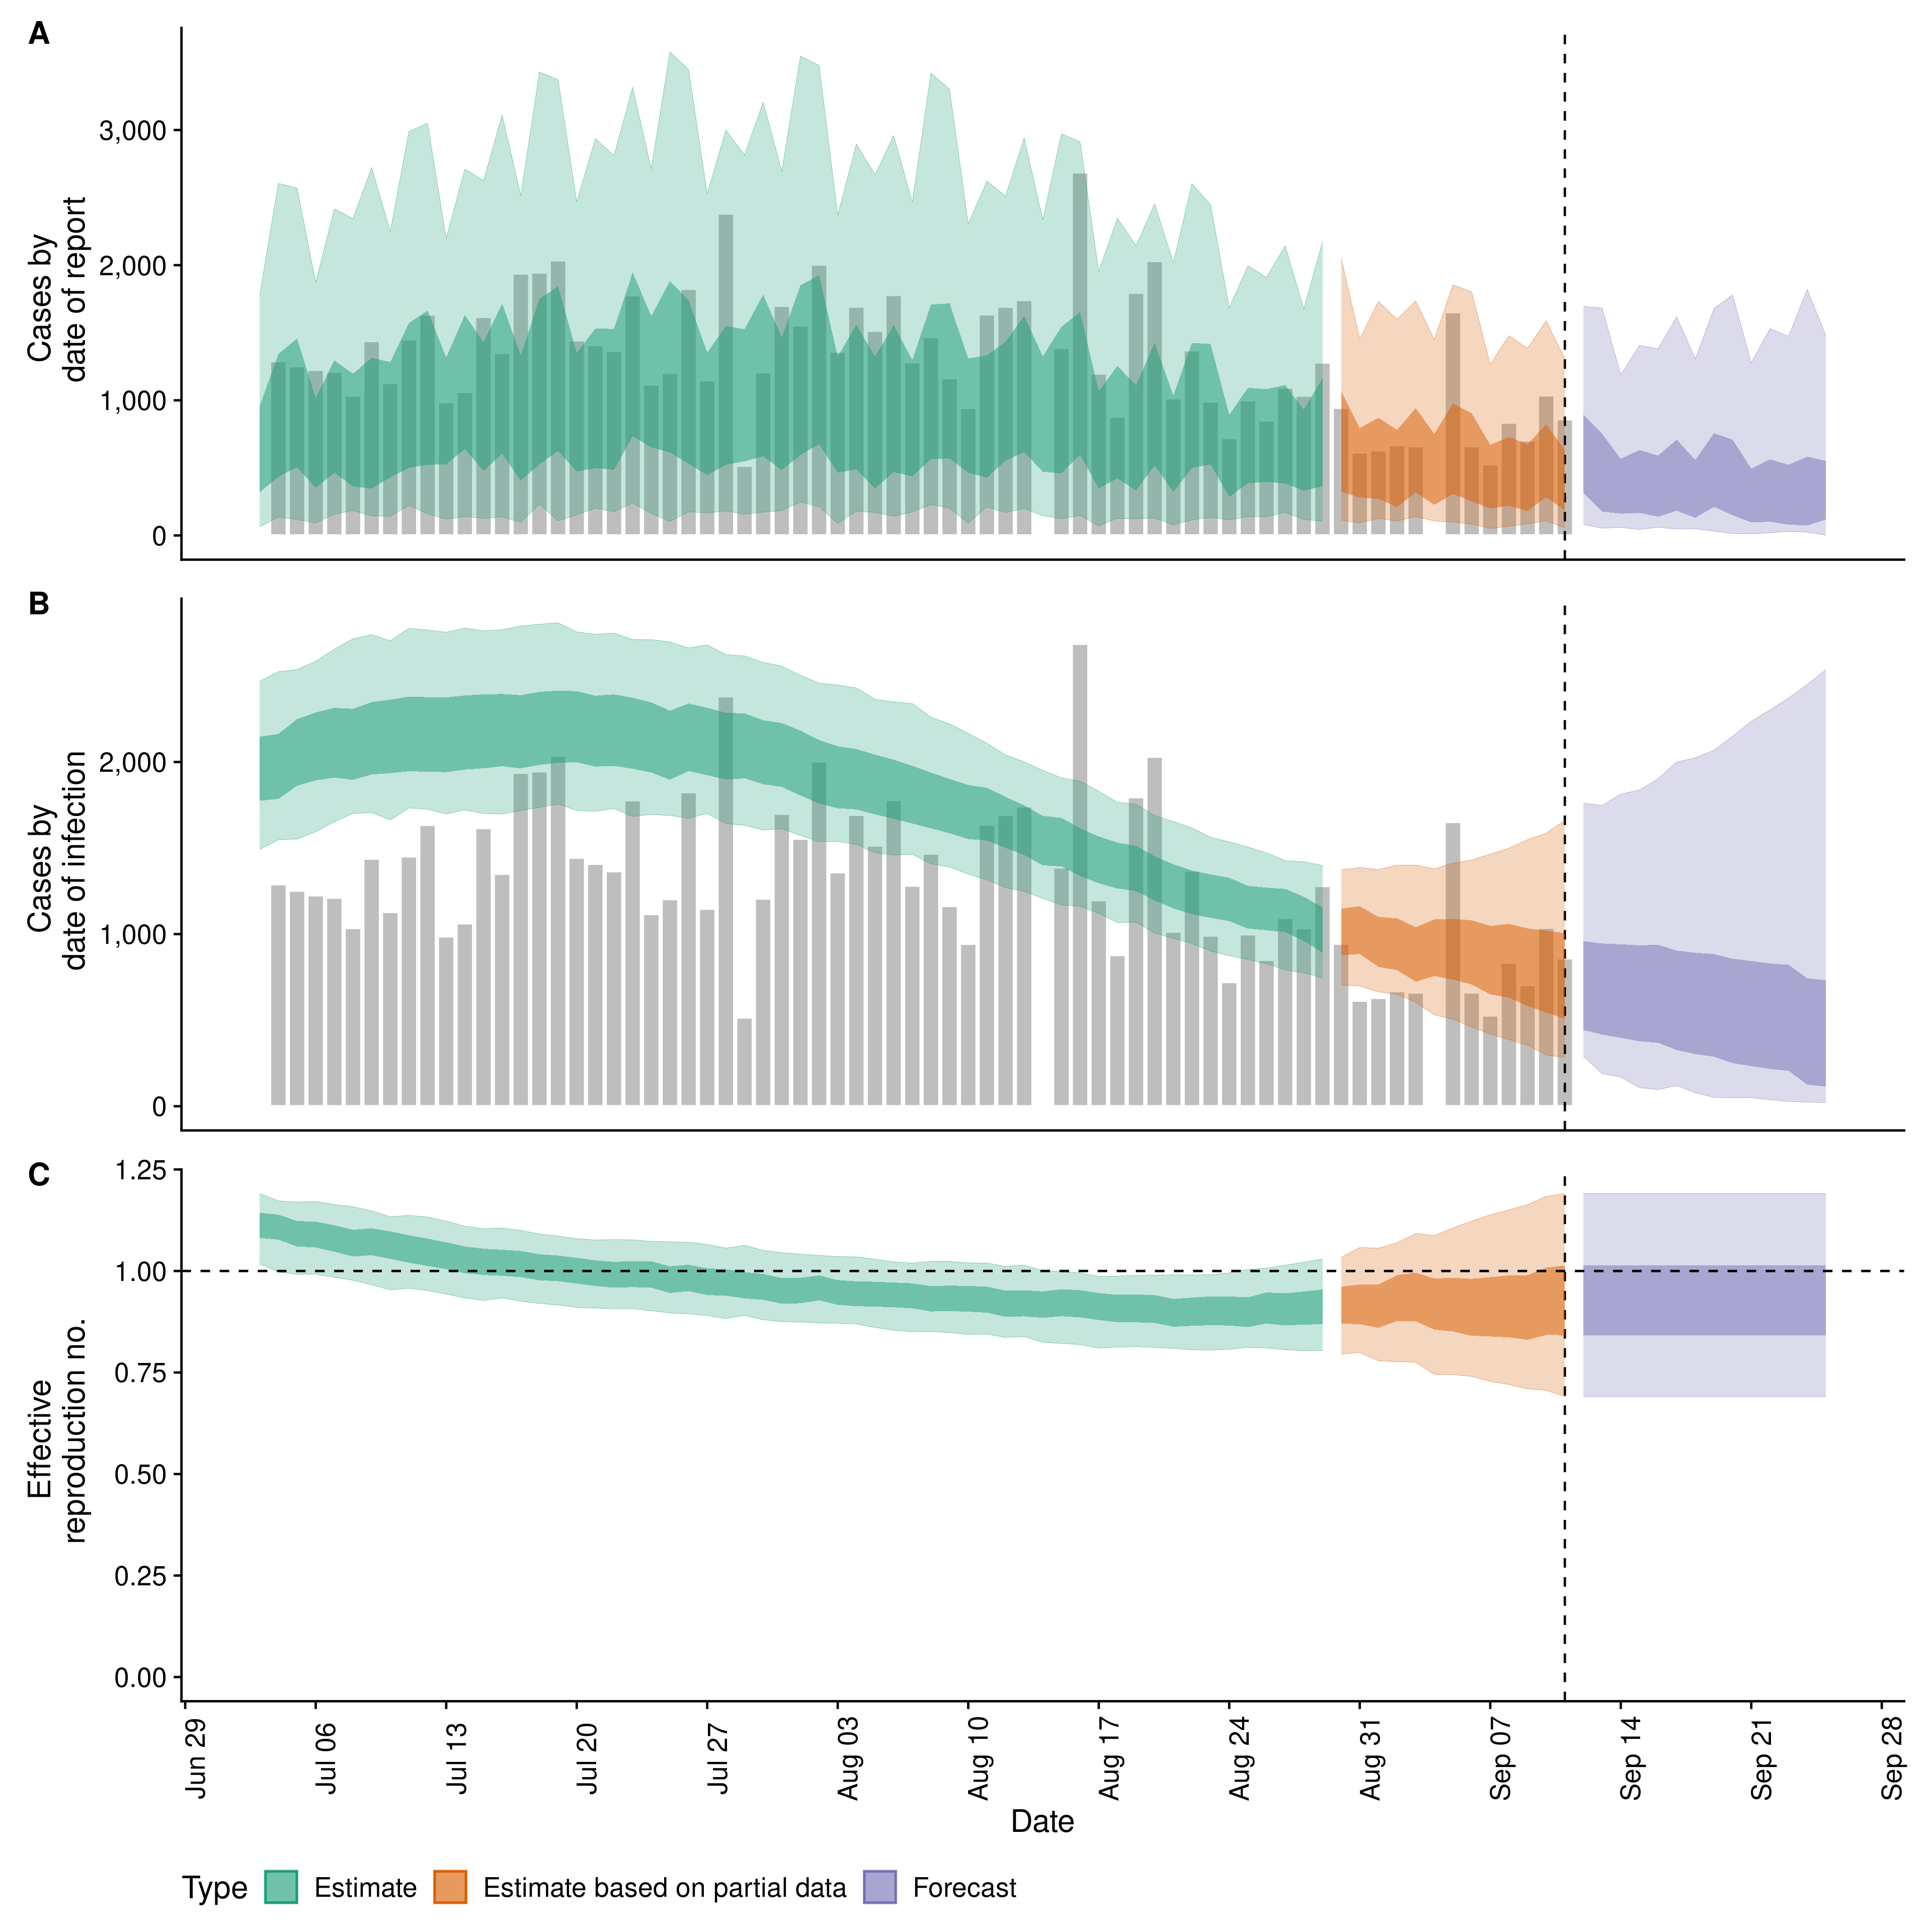 A
Cases by
date of report
3,000
2,000
1,000
0
B
Cases by
date of infection
2,000
1,000
0
C
Effective
reproduction no.
1.25
1.00
0.75
0.50
0.25
0.00
Jun 29
Jul 06
Jul 13
Jul 20
Jul 27
Aug 03
Aug 10
Aug 17
Aug 24
Aug 31
Sep 07
Sep 14
Sep 21
Sep 28
Date
Type Estimate Estimate based on partial data Forecast